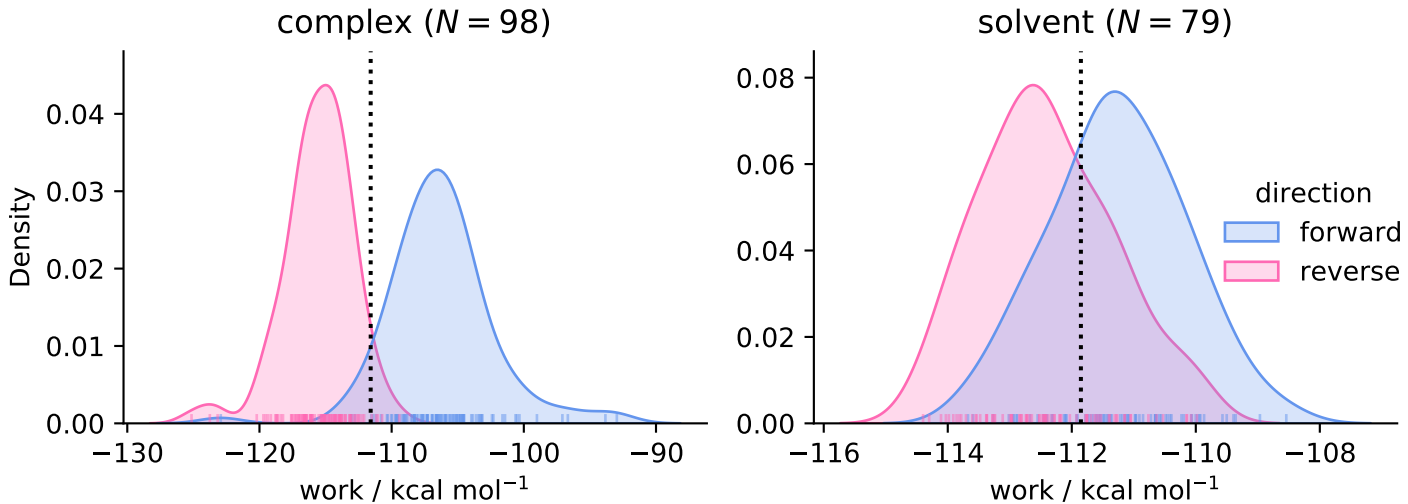 complex (N = 98)
Density
0.04
0.03
0.02
0.01
0.00
−130
−120
−110
−100
−90
work / kcal mol⁻¹
solvent (N = 79)
0.08
0.06
0.04
0.02
0.00
−116
−114
−112
−110
−108
work / kcal mol⁻¹
direction
forward
reverse